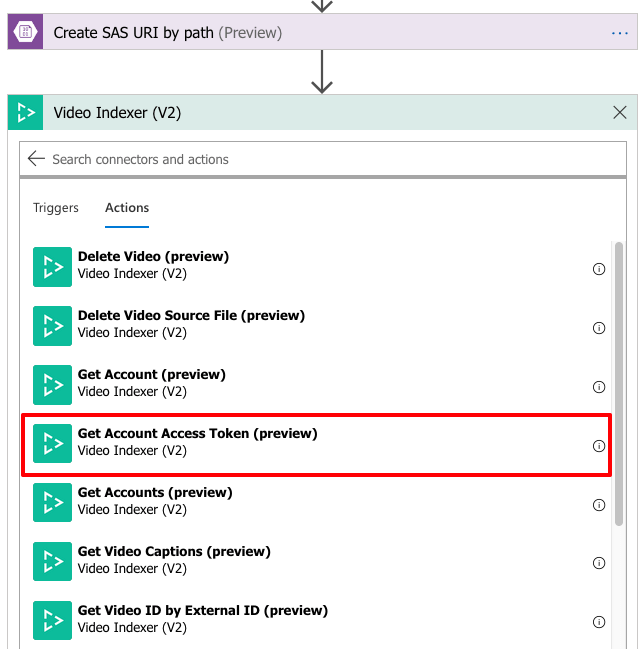 Create SAS URI by path (Preview)
Video Indexer (V2)
Search connectors and actions
Triggers
Actions
Delete Video (preview)
Video Indexer (V2)
Delete Video Source File (preview)
Video Indexer (V2)
Get Account (preview)
Video Indexer (V2)
Get Account Access Token (preview)
Video Indexer (V2)
Get Accounts (preview)
Video Indexer (V2)
Get Video Captions (preview)
Video Indexer (V2)
Get Video ID by External ID (preview)
Video Indexer (V2)